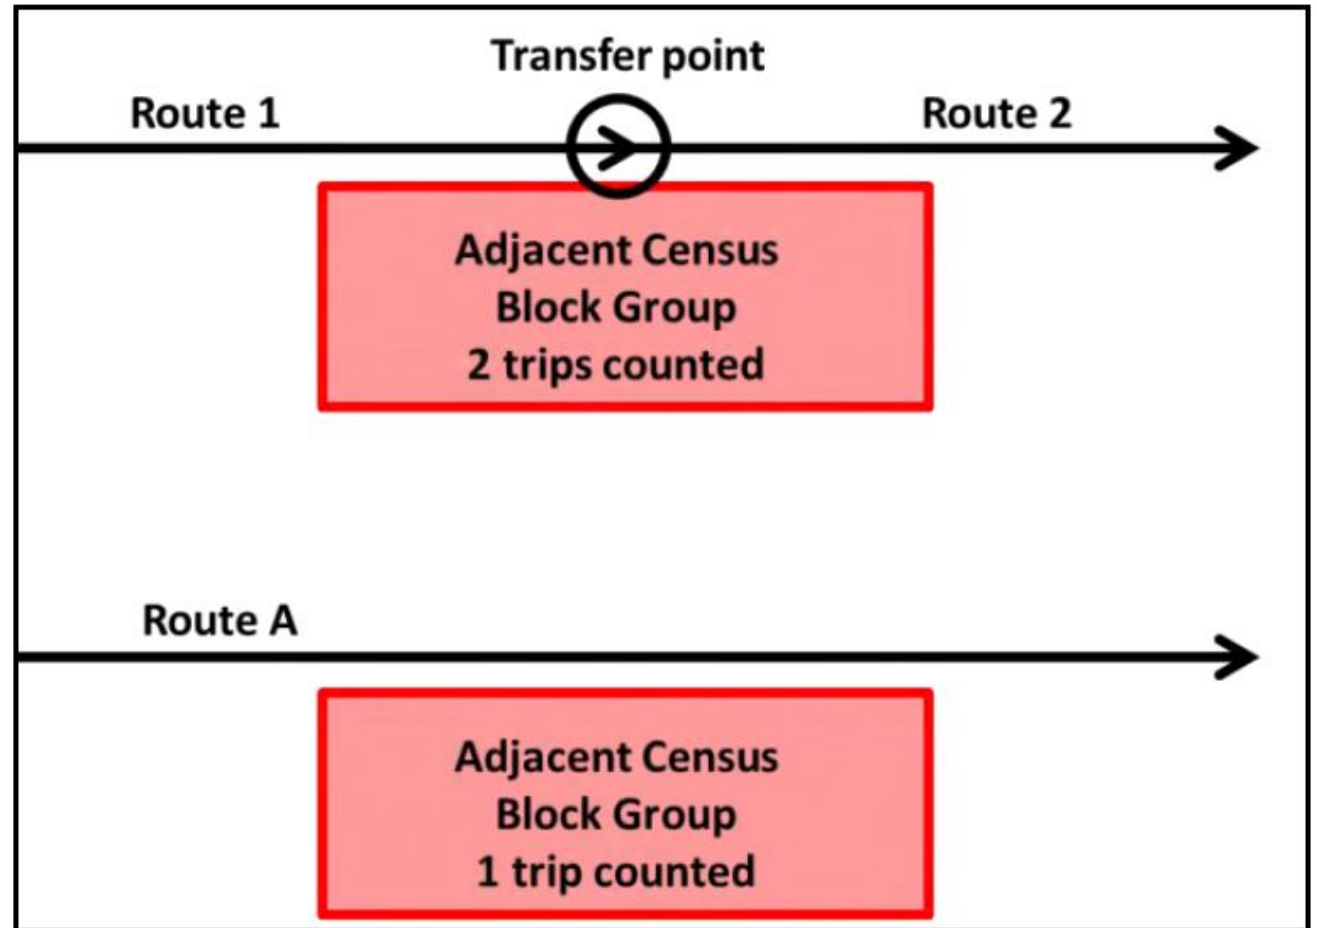 Transfer point
Route 1
Route 2
Adjacent Census
Block Group
2 trips counted
Route A
Adjacent Census
Block Group
1 trip counted